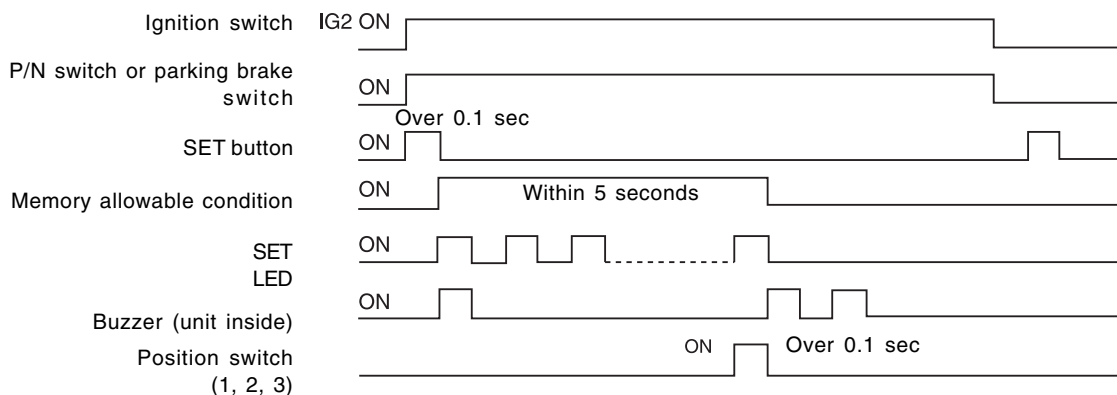 Ignition switch IG2 ON
P/N switch or parking brake
switch ON
Over 0.1 sec
SET button ON
Memory allowable condition ON Within 5 seconds
SET ON
LED
Buzzer (unit inside) ON
Position switch ON Over 0.1 sec
(1, 2, 3)